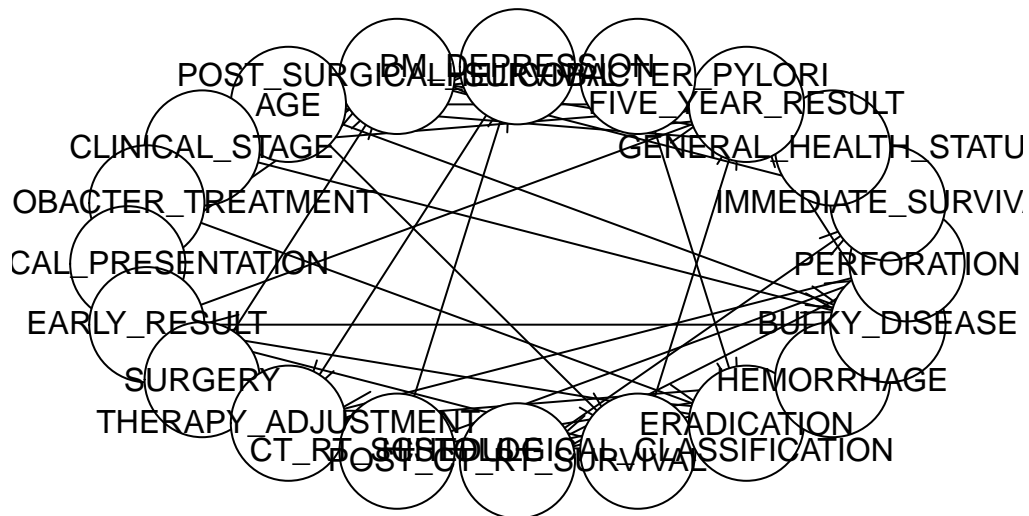 BM_DEPRESSION
POST_SURGICAL_SURVIVAL
HELICOBACTER_PYLORI
AGE
FIVE_YEAR_RESULT
CLINICAL_STAGE
GENERAL_HEALTH_STATU
OBACTER_TREATMENT
IMMEDIATE_SURVIVA
CAL_PRESENTATION
PERFORATION
EARLY_RESULT
BULKY_DISEASE
SURGERY
HEMORRHAGE
THERAPY_ADJUSTMENT
ERADICATION
CT_RT_SCHEDULE
HISTOLOGICAL_CLASSIFICATION
POST_CT_RT_SURVIVAL